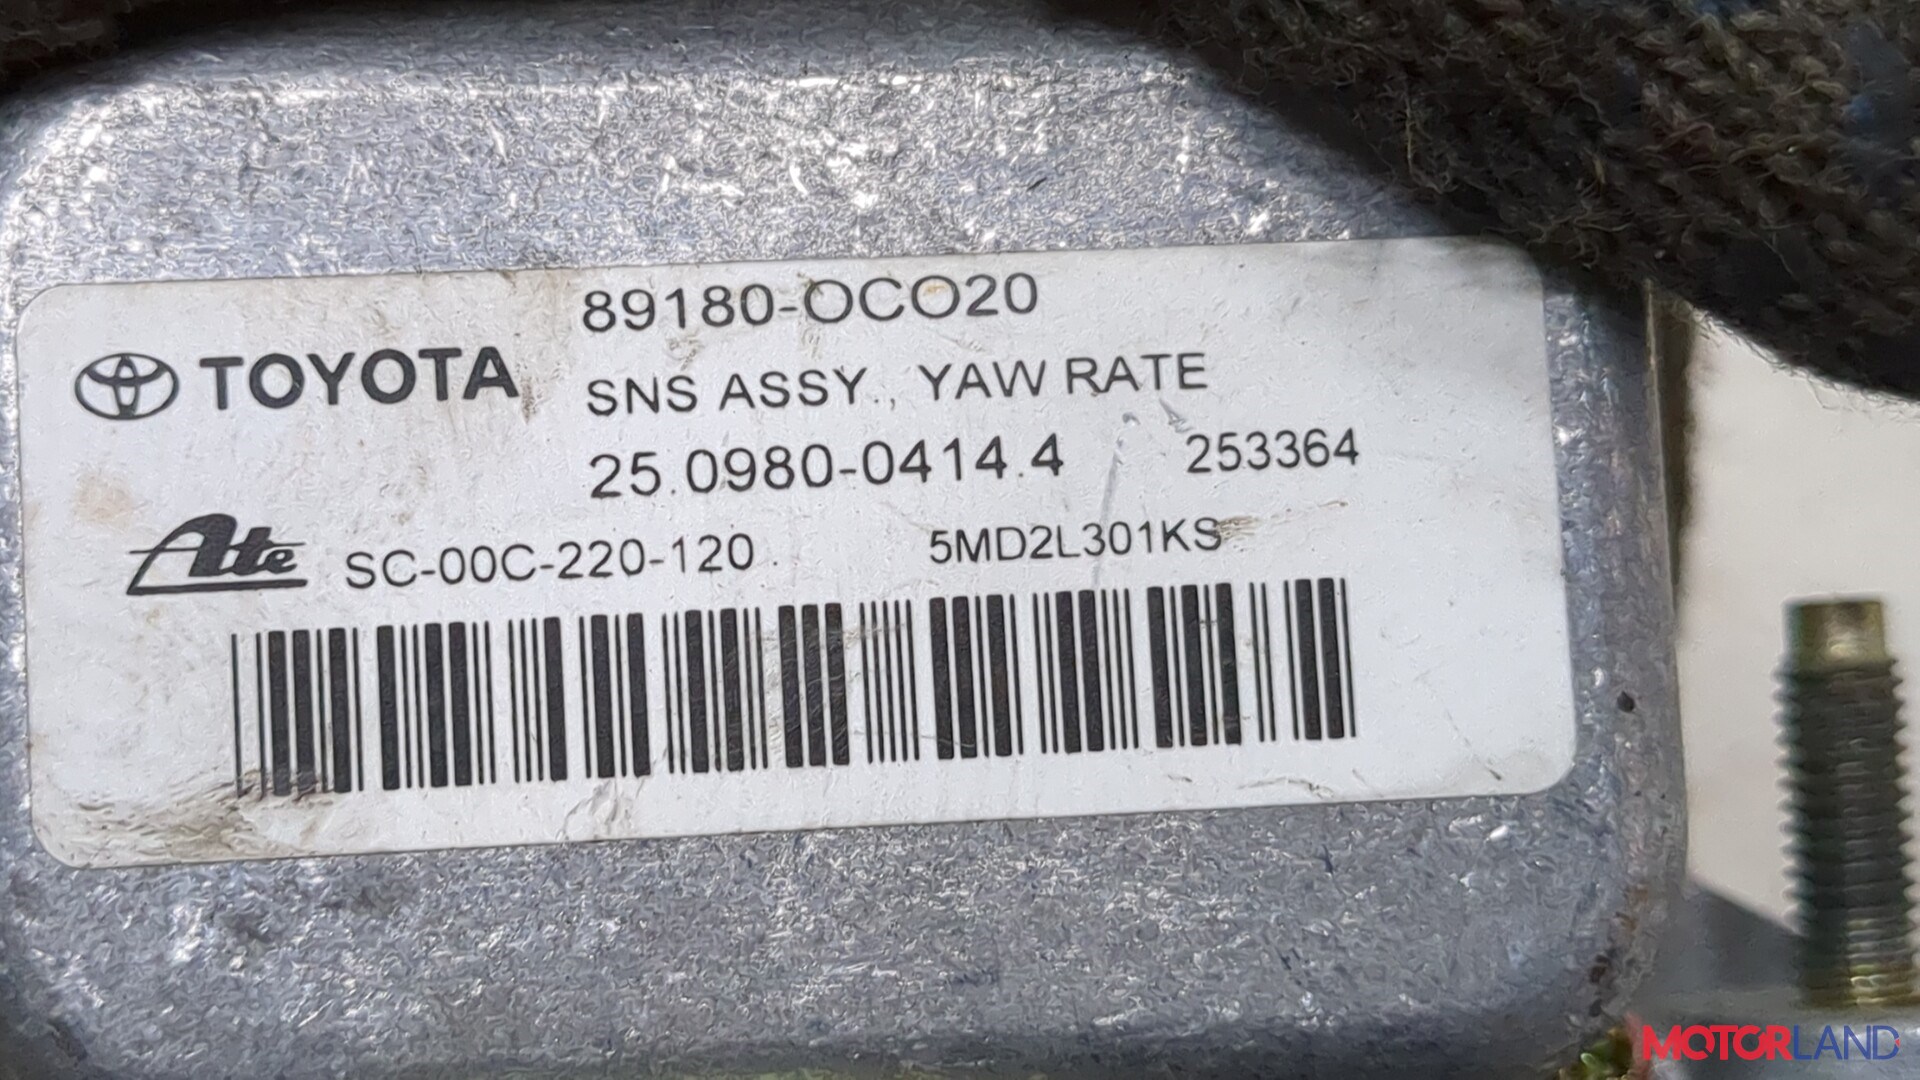 89180-OCO20
TOYOTA
SNS ASSY., YAW RATE
25.0980-0414.4 253364
Ate SC-00C-220-120 5MD2L301KS
MOTORLAND